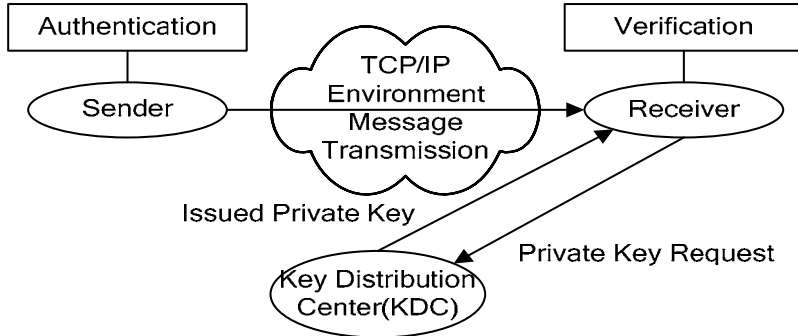 Authentication
Verification
Sender
TCP/IP
Environment
Message
Transmission
Receiver
Issued Private Key
Private Key Request
Key Distribution
Center(KDC)